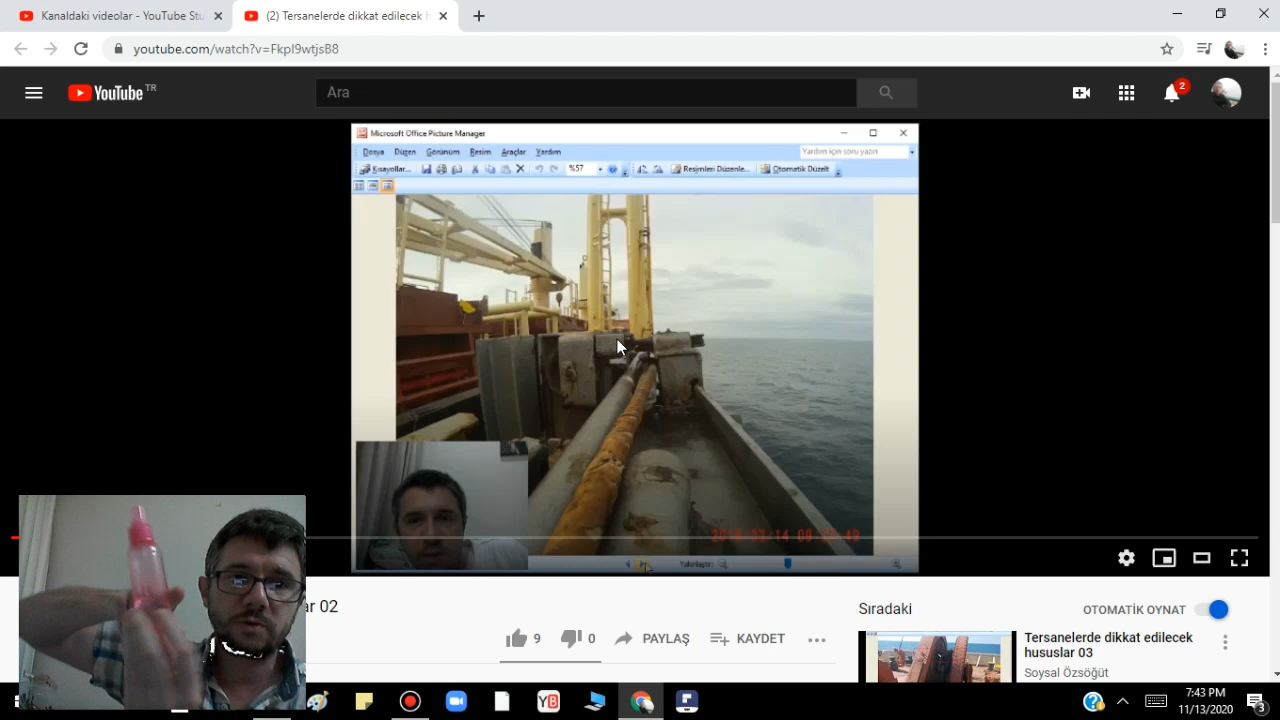 Kanaldaki videolar - YouTube Stu
(2) Tersanelerde dikkat edilecek h
youtube.com/watch?v=FkpI9wtjsB8
YouTube TR
Ara
2
Microsoft Office Picture Manager
Dosya Düzen Görünüm Resim Araçlar Yardım
Yardım için soru yazın
Kısayollar...
%57
Resimleri Düzenle...
Otomatik Düzelt
Yakınlaştır:
ar 02
9
0
PAYLAŞ
KAYDET
Sıradaki
OTOMATİK OYNAT
Tersanelerde dikkat edilecek
hususlar 03
Soysal Özsöğüt
7:43 PM
11/13/2020
3